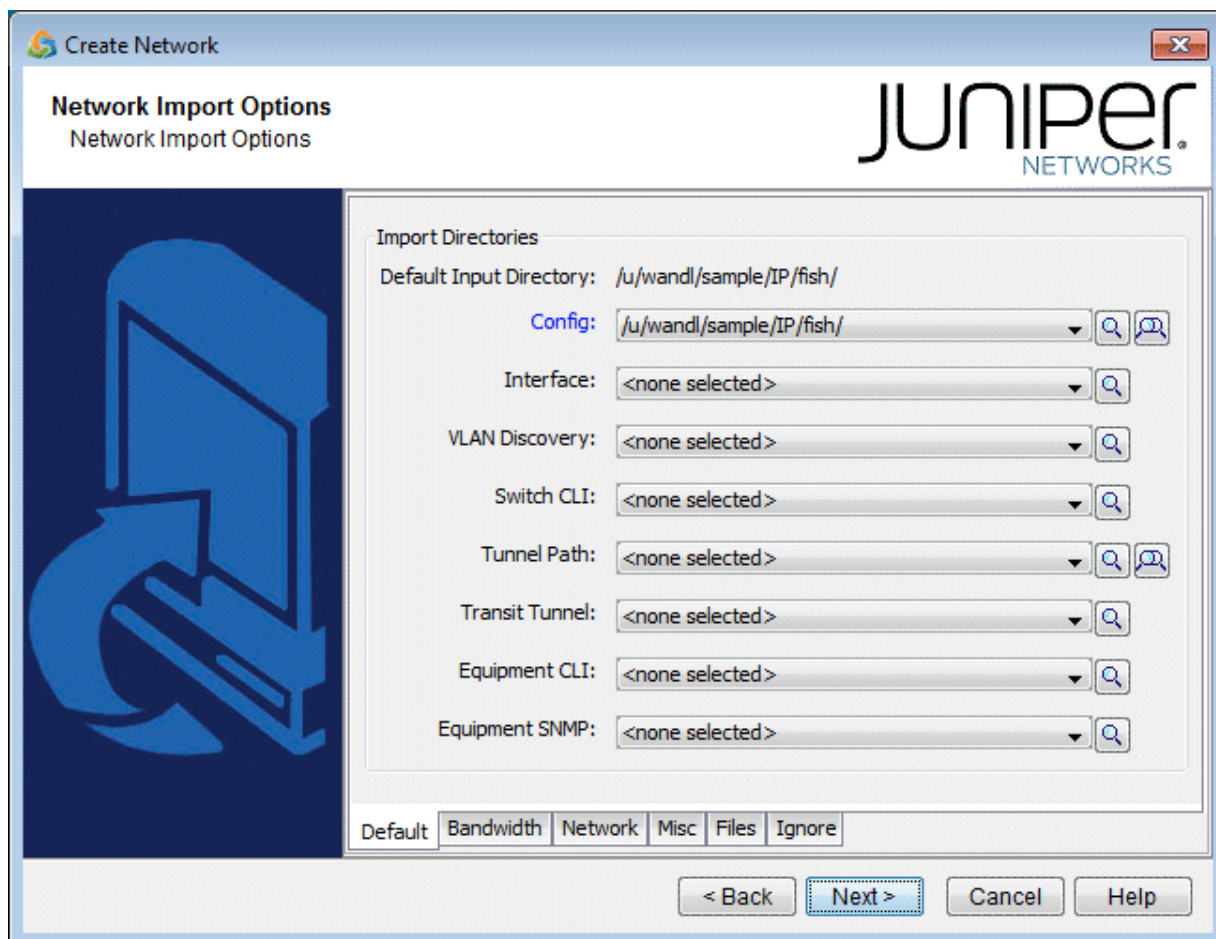 Create Network
Network Import Options
Network Import Options
JUNIPER
NETWORKS
Import Directories
Default Input Directory: /u/wandl/sample/IP/fish/
Config: /u/wandl/sample/IP/fish/
Interface: <none selected>
VLAN Discovery: <none selected>
Switch CLI: <none selected>
Tunnel Path: <none selected>
Transit Tunnel: <none selected>
Equipment CLI: <none selected>
Equipment SNMP: <none selected>
Default Bandwidth Network Misc Files Ignore
< Back Next > Cancel Help